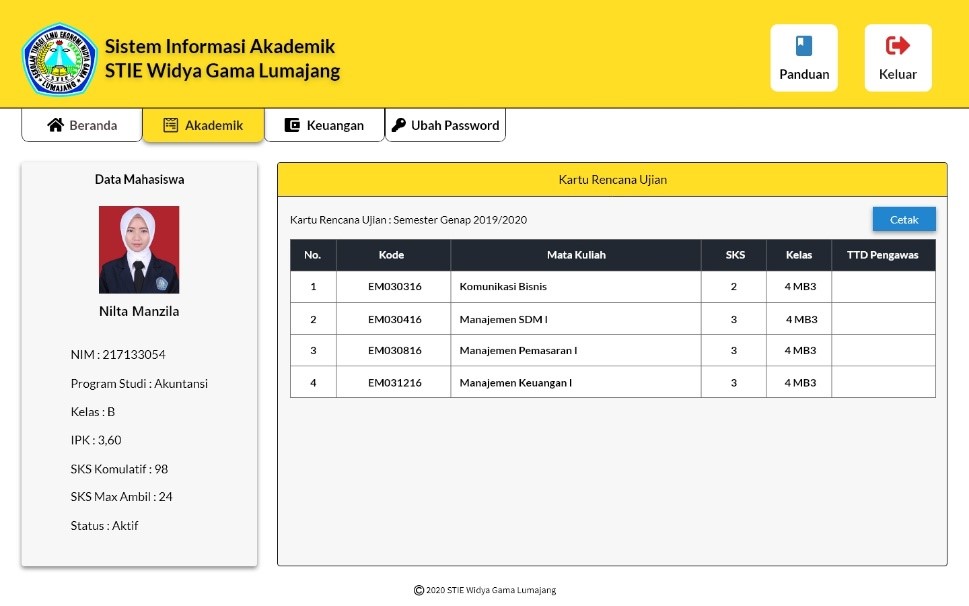 Sistem Informasi Akademik
STIE Widya Gama Lumajang
SEKOLAH TINGGI ILMU EKONOMI WIDYA GAMA
STIE
LUMAJANG
Panduan
Keluar
Beranda
Akademik
Keuangan
Ubah Password
Data Mahasiswa
Nilta Manzila
NIM : 217133054
Program Studi : Akuntansi
Kelas : B
IPK : 3,60
SKS Komulatif : 98
SKS Max Ambil : 24
Status : Aktif
Kartu Rencana Ujian
Kartu Rencana Ujian : Semester Genap 2019/2020
Cetak
No. Kode Mata Kuliah SKS Kelas TTD Pengawas
1 EM030316 Komunikasi Bisnis 2 4 MB3
2 EM030416 Manajemen SDM I 3 4 MB3
3 EM030816 Manajemen Pemasaran I 3 4 MB3
4 EM031216 Manajemen Keuangan I 3 4 MB3
© 2020 STIE Widya Gama Lumajang